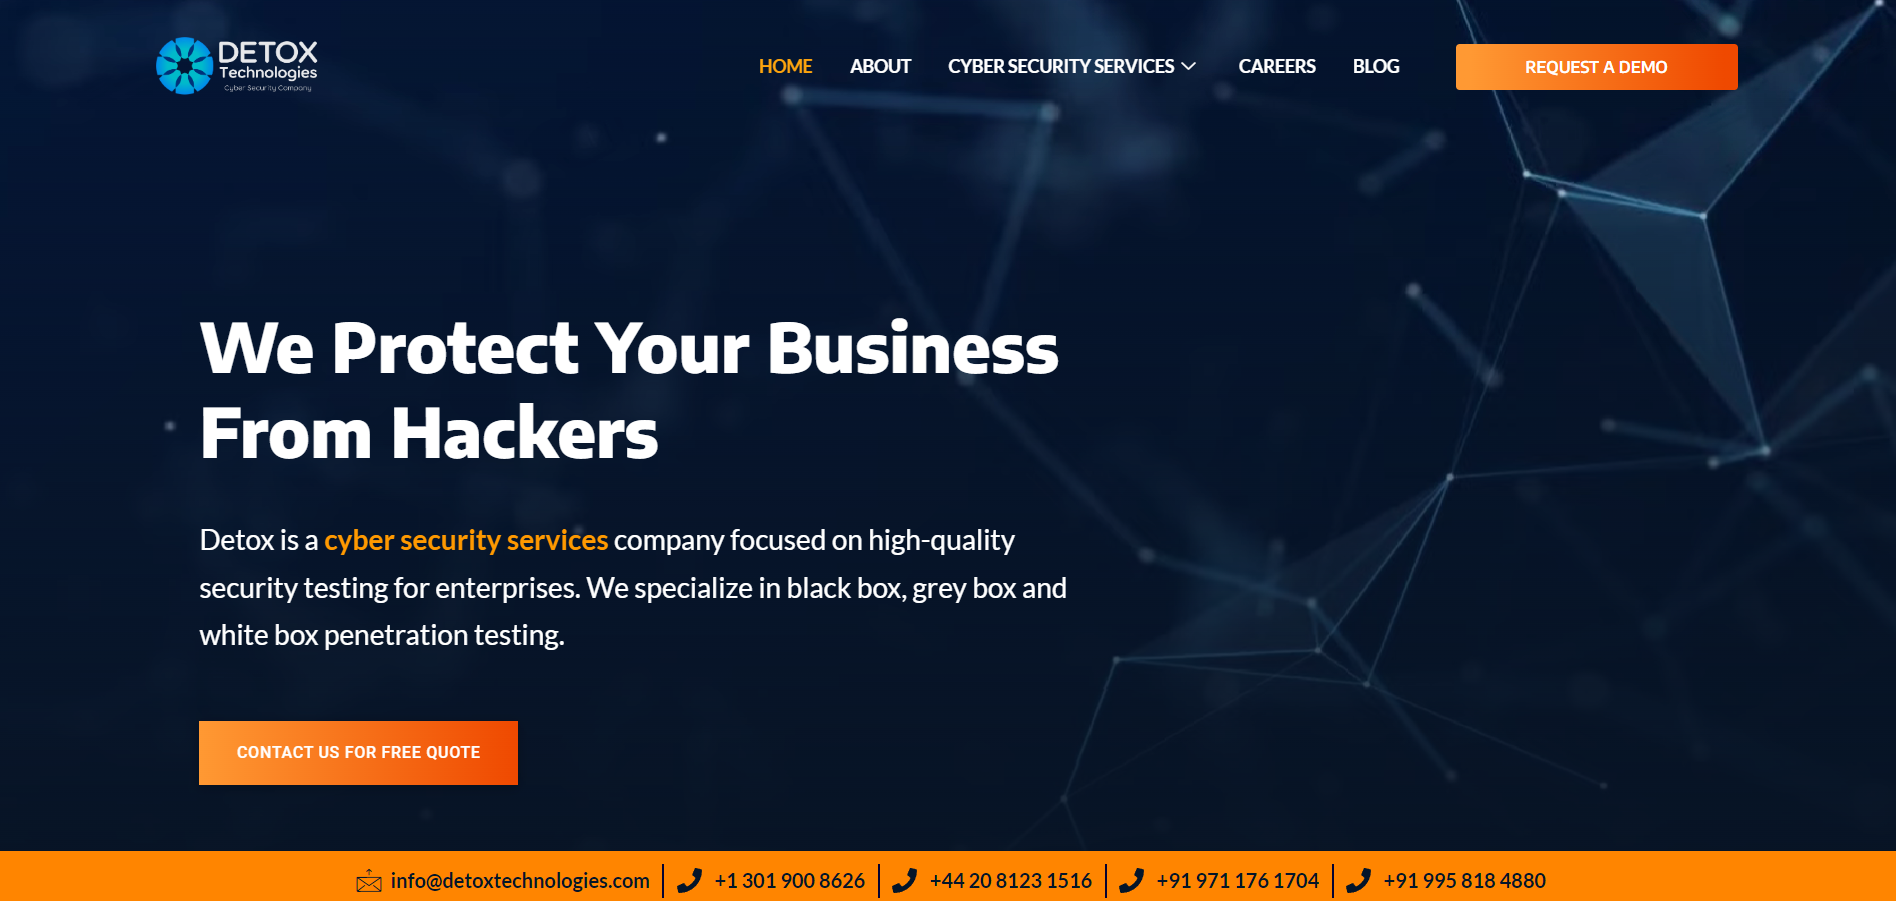 DETOX
Technologies
Cyber Security Company
HOME ABOUT CYBER SECURITY SERVICES CAREERS BLOG REQUEST A DEMO
We Protect Your Business
From Hackers
Detox is a cyber security services company focused on high-quality
security testing for enterprises. We specialize in black box, grey box and
white box penetration testing.
CONTACT US FOR FREE QUOTE
info@detoxtechnologies.com +1 301 900 8626 +44 20 8123 1516 +91 971 176 1704 +91 995 818 4880